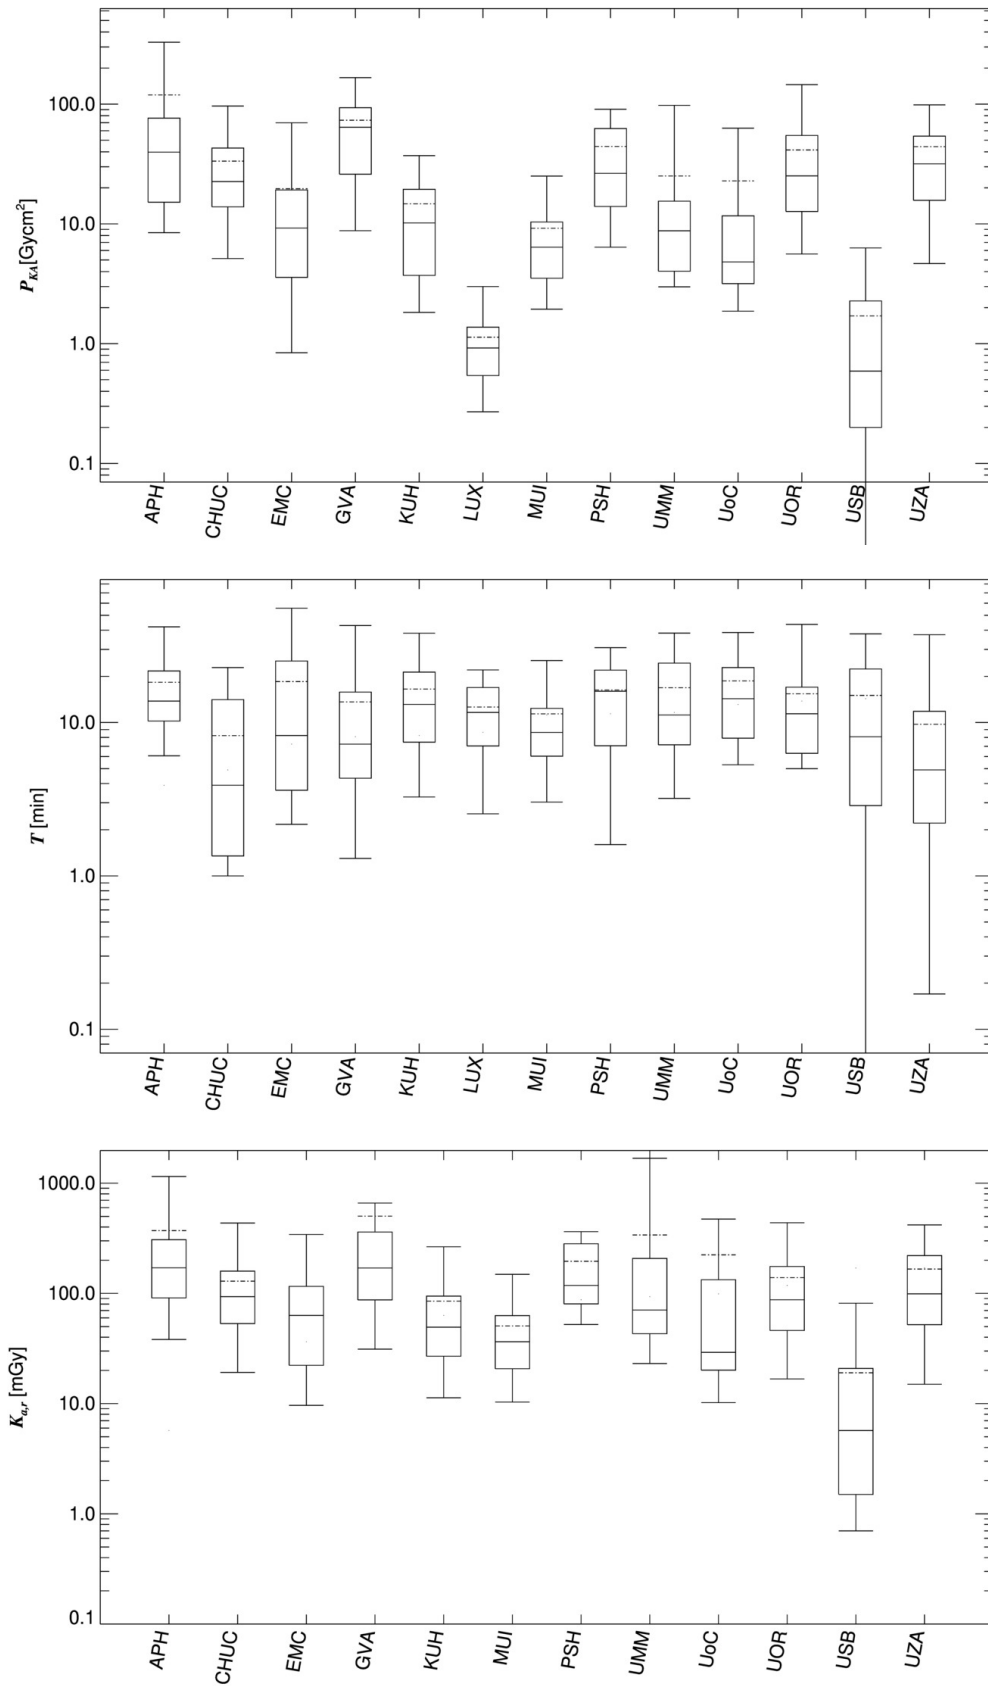 100.0
10.0
1.0
0.1
P_KA[Gycm²]
APH CHUC EMC GVA KUH LUX MUI PSH UMM UoC UOR USB UZA
10.0
1.0
0.1
T [min]
APH CHUC EMC GVA KUH LUX MUI PSH UMM UoC UOR USB UZA
1000.0
100.0
10.0
1.0
0.1
K_a,r [mGy]
APH CHUC EMC GVA KUH MUI PSH UMM UoC UOR USB UZA